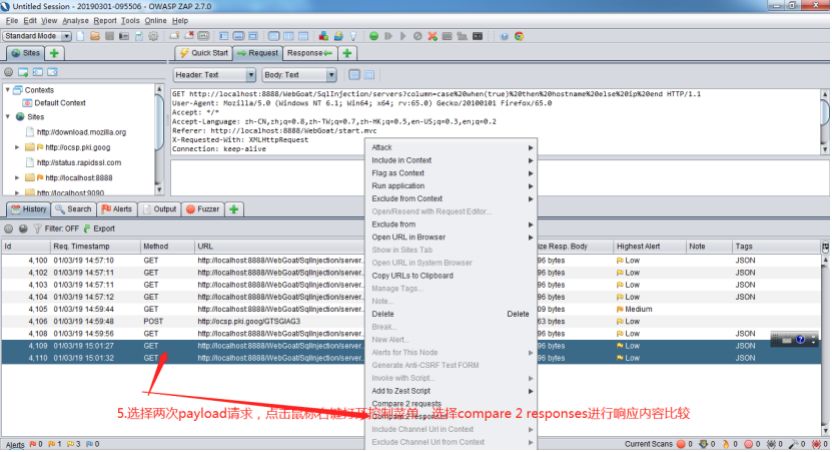 Untitled Session - 20190301-095506 - OWASP ZAP 2.7.0
File Edit View Analyse Report Tools Online Help
Standard Mode
Sites
Quick Start Request Response
Header: Text Body: Text
Contexts
Default Context
Sites
http://download.mozilla.org
http://ocsp.pki.goog
http://status.rapidssl.com
http://localhost:8888
http://localhost:9090
GET http://localhost:8888/WebGoat/SqlInjection/servers?column=case%20when(true)%20then%20hostname%20else%20ip%20end HTTP/1.1
User-Agent: Mozilla/5.0 (Windows NT 6.1; Win64; x64; rv:65.0) Gecko/20100101 Firefox/65.0
Accept: */*
Accept-Language: zh-CN,zh;q=0.8,zh-TW;q=0.7,zh-HK;q=0.5,en-US;q=0.3,en;q=0.2
Referer: http://localhost:8888/WebGoat/start.mvc
X-Requested-With: XMLHttpRequest
Connection: keep-alive
History Search Alerts Output Fuzzer
Filter: OFF Export
Id Req. Timestamp Method URL ize Resp. Body Highest Alert Note Tags
4,100 01/03/19 14:57:10 GET http://localhost:8888/WebGoat/SqlInjection/server... 96 bytes Low JSON
4,102 01/03/19 14:57:11 GET http://localhost:8888/WebGoat/SqlInjection/server... 96 bytes Low JSON
4,103 01/03/19 14:57:11 GET http://localhost:8888/WebGoat/SqlInjection/server... 96 bytes Low JSON
4,104 01/03/19 14:57:12 GET http://localhost:8888/WebGoat/SqlInjection/server... 96 bytes Low JSON
4,105 01/03/19 14:59:44 GET http://localhost:8888/WebGoat/SqlInjection/server... 09 bytes Medium
4,106 01/03/19 14:59:48 POST http://ocsp.pki.goog/GTSGIAG3 63 bytes Low
4,108 01/03/19 14:59:56 GET http://localhost:8888/WebGoat/SqlInjection/server... 96 bytes Low JSON
4,109 01/03/19 15:01:27 GET http://localhost:8888/WebGoat/SqlInjection/server... 96 bytes Low JSON
4,110 01/03/19 15:01:32 GET http://localhost:8888/WebGoat/SqlInjection/server... 96 bytes Low JSON
Attack
Include in Context
Flag as Context
Run application
Exclude from Context
Open/Resend with Request Editor...
Exclude from
Open URL in Browser
Show in Sites Tab
Open URL in System Browser
Copy URLs to Clipboard
Manage Tags...
Note...
Delete Delete
Break...
New Alert...
Alerts for This Node
Generate Anti-CSRF Test FORM
Invoke with Script...
Add to Zest Script
Compare 2 requests
Compare 2 responses
Include Channel Url in Context
Exclude Channel Url from Context
5.选择两次payload请求，点击鼠标右键打开控制菜单，选择compare 2 responses进行响应内容比较
Alerts 0 1 3 0 Current Scans 0 0 0 0 0 0 0